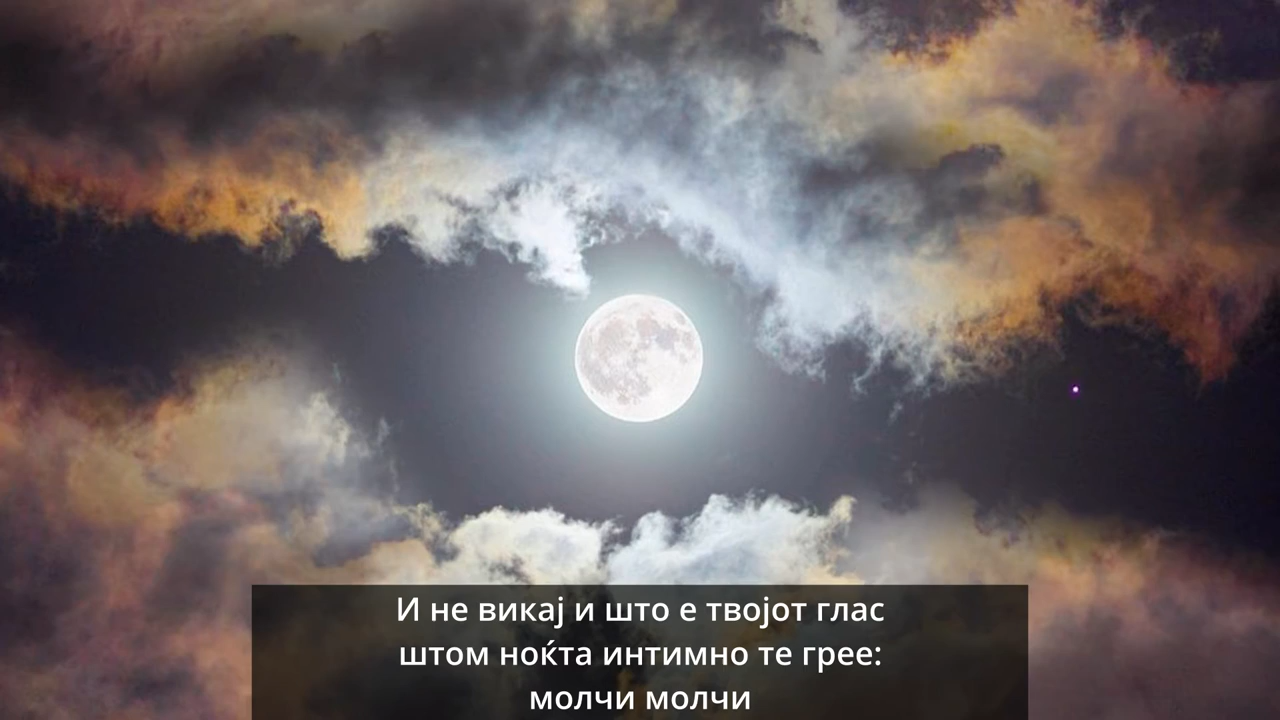 И не викај и што е твојот глас
штом ноќта интимно те грее:
молчи молчи